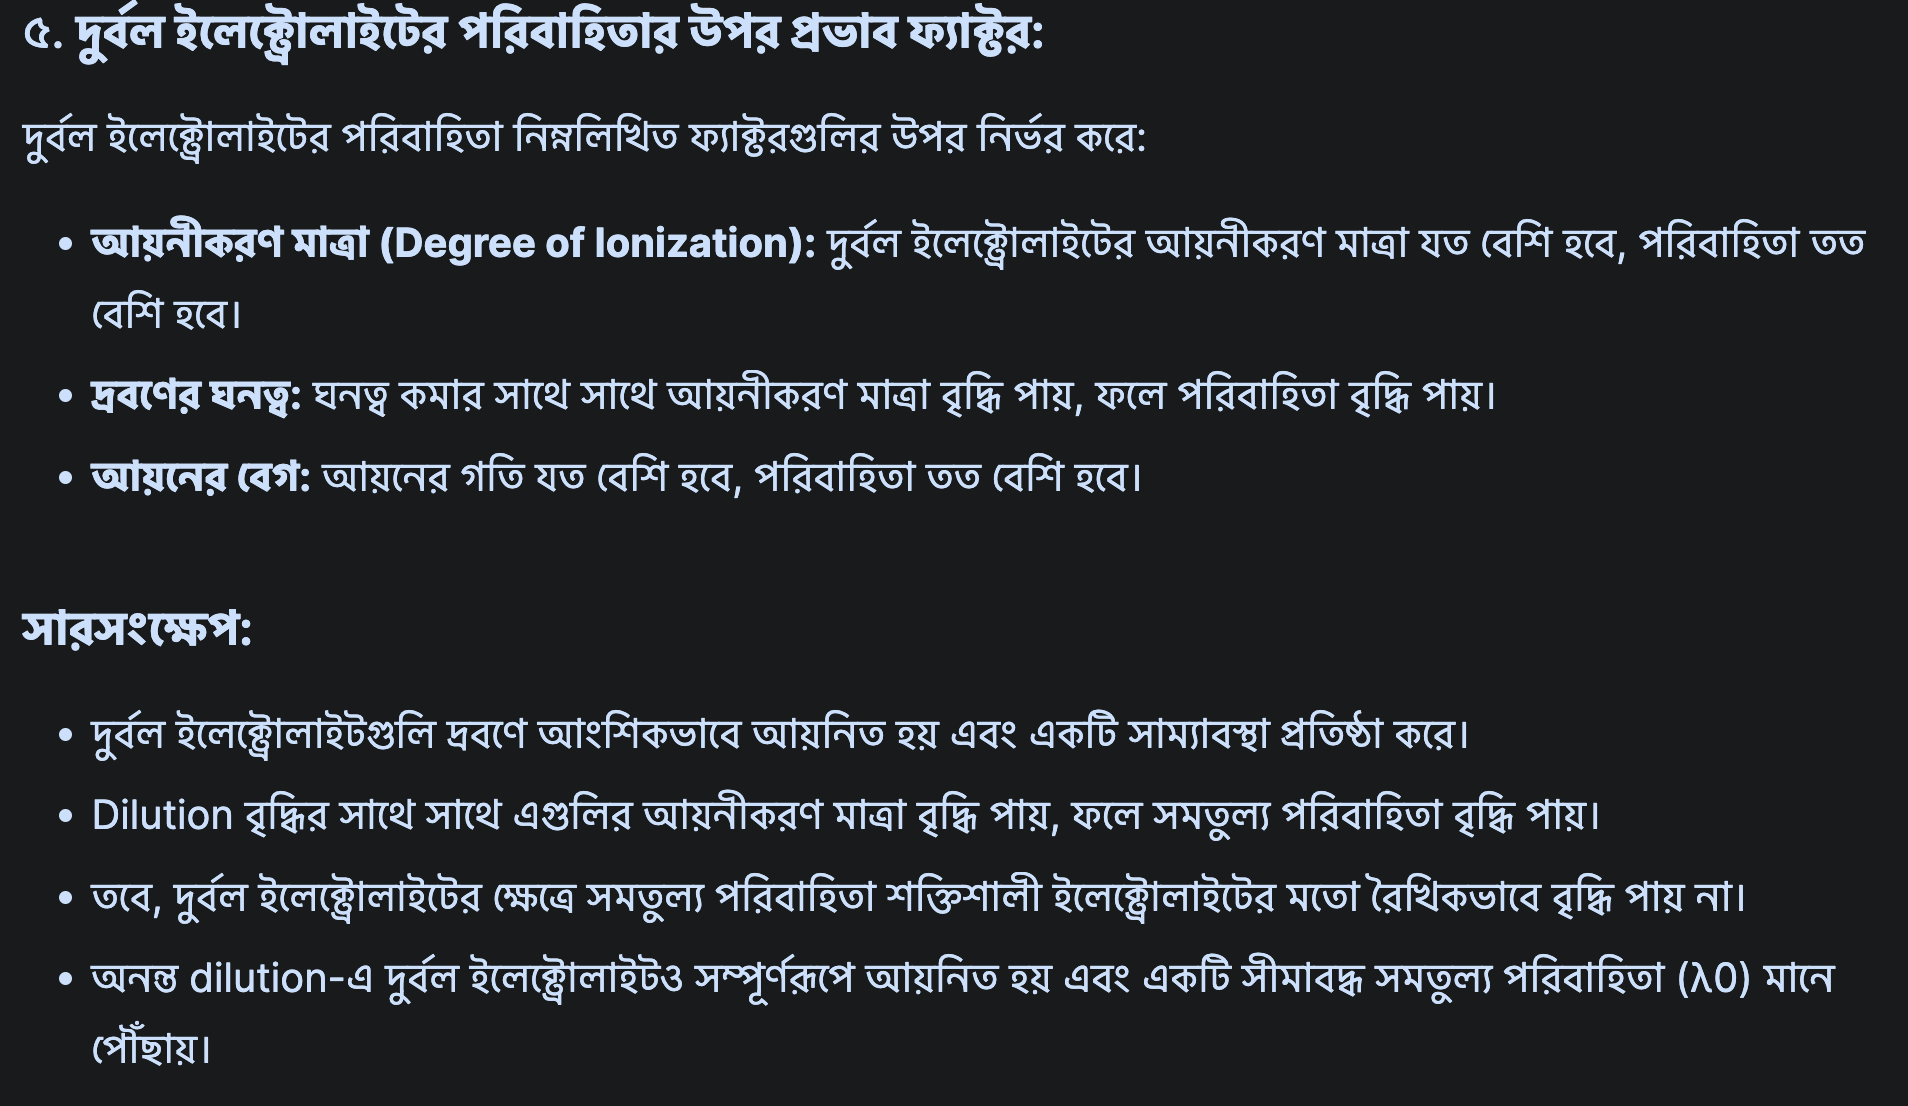 ৫. দুর্বল ইলেক্ট্রোলাইটের পরিবাহিতার উপর প্রভাব ফ্যাক্টর:
দুর্বল ইলেক্ট্রোলাইটের পরিবাহিতা নিম্নলিখিত ফ্যাক্টরগুলির উপর নির্ভর করে:
• আয়নীকরণ মাত্রা (Degree of Ionization): দুর্বল ইলেক্ট্রোলাইটের আয়নীকরণ মাত্রা যত বেশি হবে, পরিবাহিতা তত
বেশি হবে।
• দ্রবণের ঘনত্ব: ঘনত্ব কমার সাথে সাথে আয়নীকরণ মাত্রা বৃদ্ধি পায়, ফলে পরিবাহিতা বৃদ্ধি পায়।
• আয়নের বেগ: আয়নের গতি যত বেশি হবে, পরিবাহিতা তত বেশি হবে।
সারসংক্ষেপ:
• দুর্বল ইলেক্ট্রোলাইটগুলি দ্রবণে আংশিকভাবে আয়নিত হয় এবং একটি সাম্যাবস্থা প্রতিষ্ঠা করে।
• Dilution বৃদ্ধির সাথে সাথে এগুলির আয়নীকরণ মাত্রা বৃদ্ধি পায়, ফলে সমতুল্য পরিবাহিতা বৃদ্ধি পায়।
• তবে, দুর্বল ইলেক্ট্রোলাইটের ক্ষেত্রে সমতুল্য পরিবাহিতা শক্তিশালী ইলেক্ট্রোলাইটের মতো রৈখিকভাবে বৃদ্ধি পায় না।
• অনন্ত dilution-এ দুর্বল ইলেক্ট্রোলাইটও সম্পূর্ণরূপে আয়নিত হয় এবং একটি সীমাবদ্ধ সমতুল্য পরিবাহিতা (λ0) মানে
পৌঁছায়।